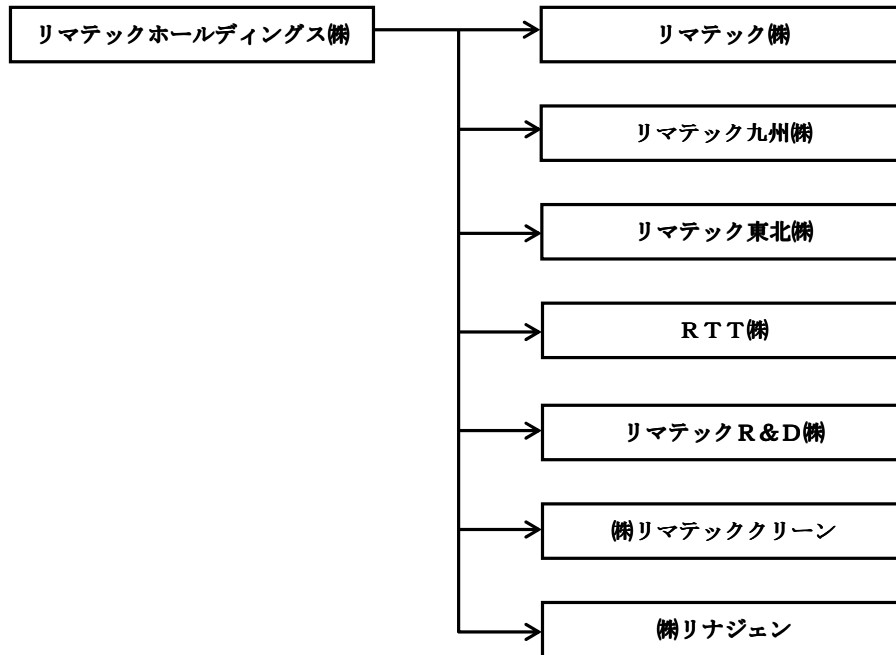 リマテックホールディングス㈱
リマテック㈱
リマテック九州㈱
リマテック東北㈱
ＲＴＴ㈱
リマテックＲ＆Ｄ㈱
㈱リマテッククリーン
㈱リナジェン